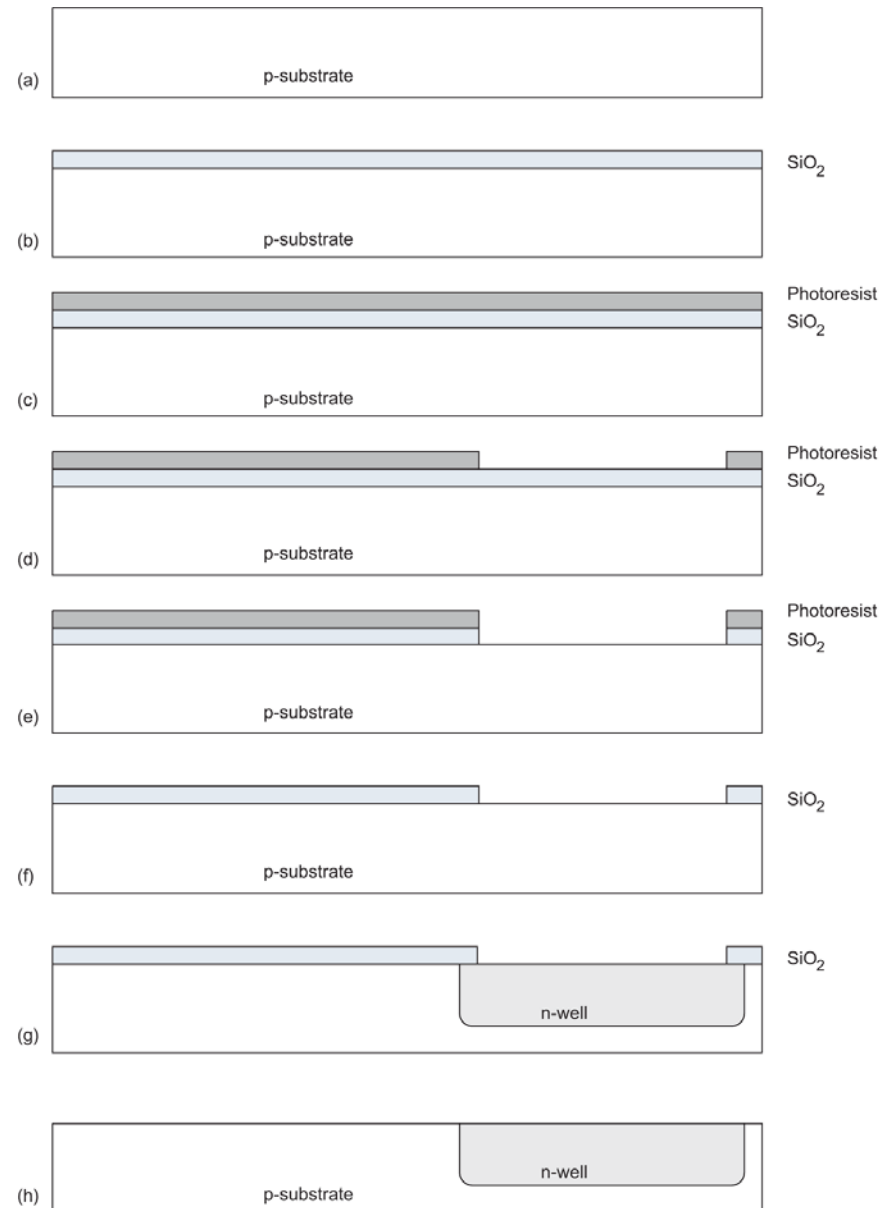 (a) p-substrate
SiO2
(b) p-substrate
Photoresist
SiO2
(c) p-substrate
Photoresist
SiO2
(d) p-substrate
Photoresist
SiO2
(e) p-substrate
SiO2
(f) p-substrate
SiO2
n-well
(g)
n-well
(h) p-substrate